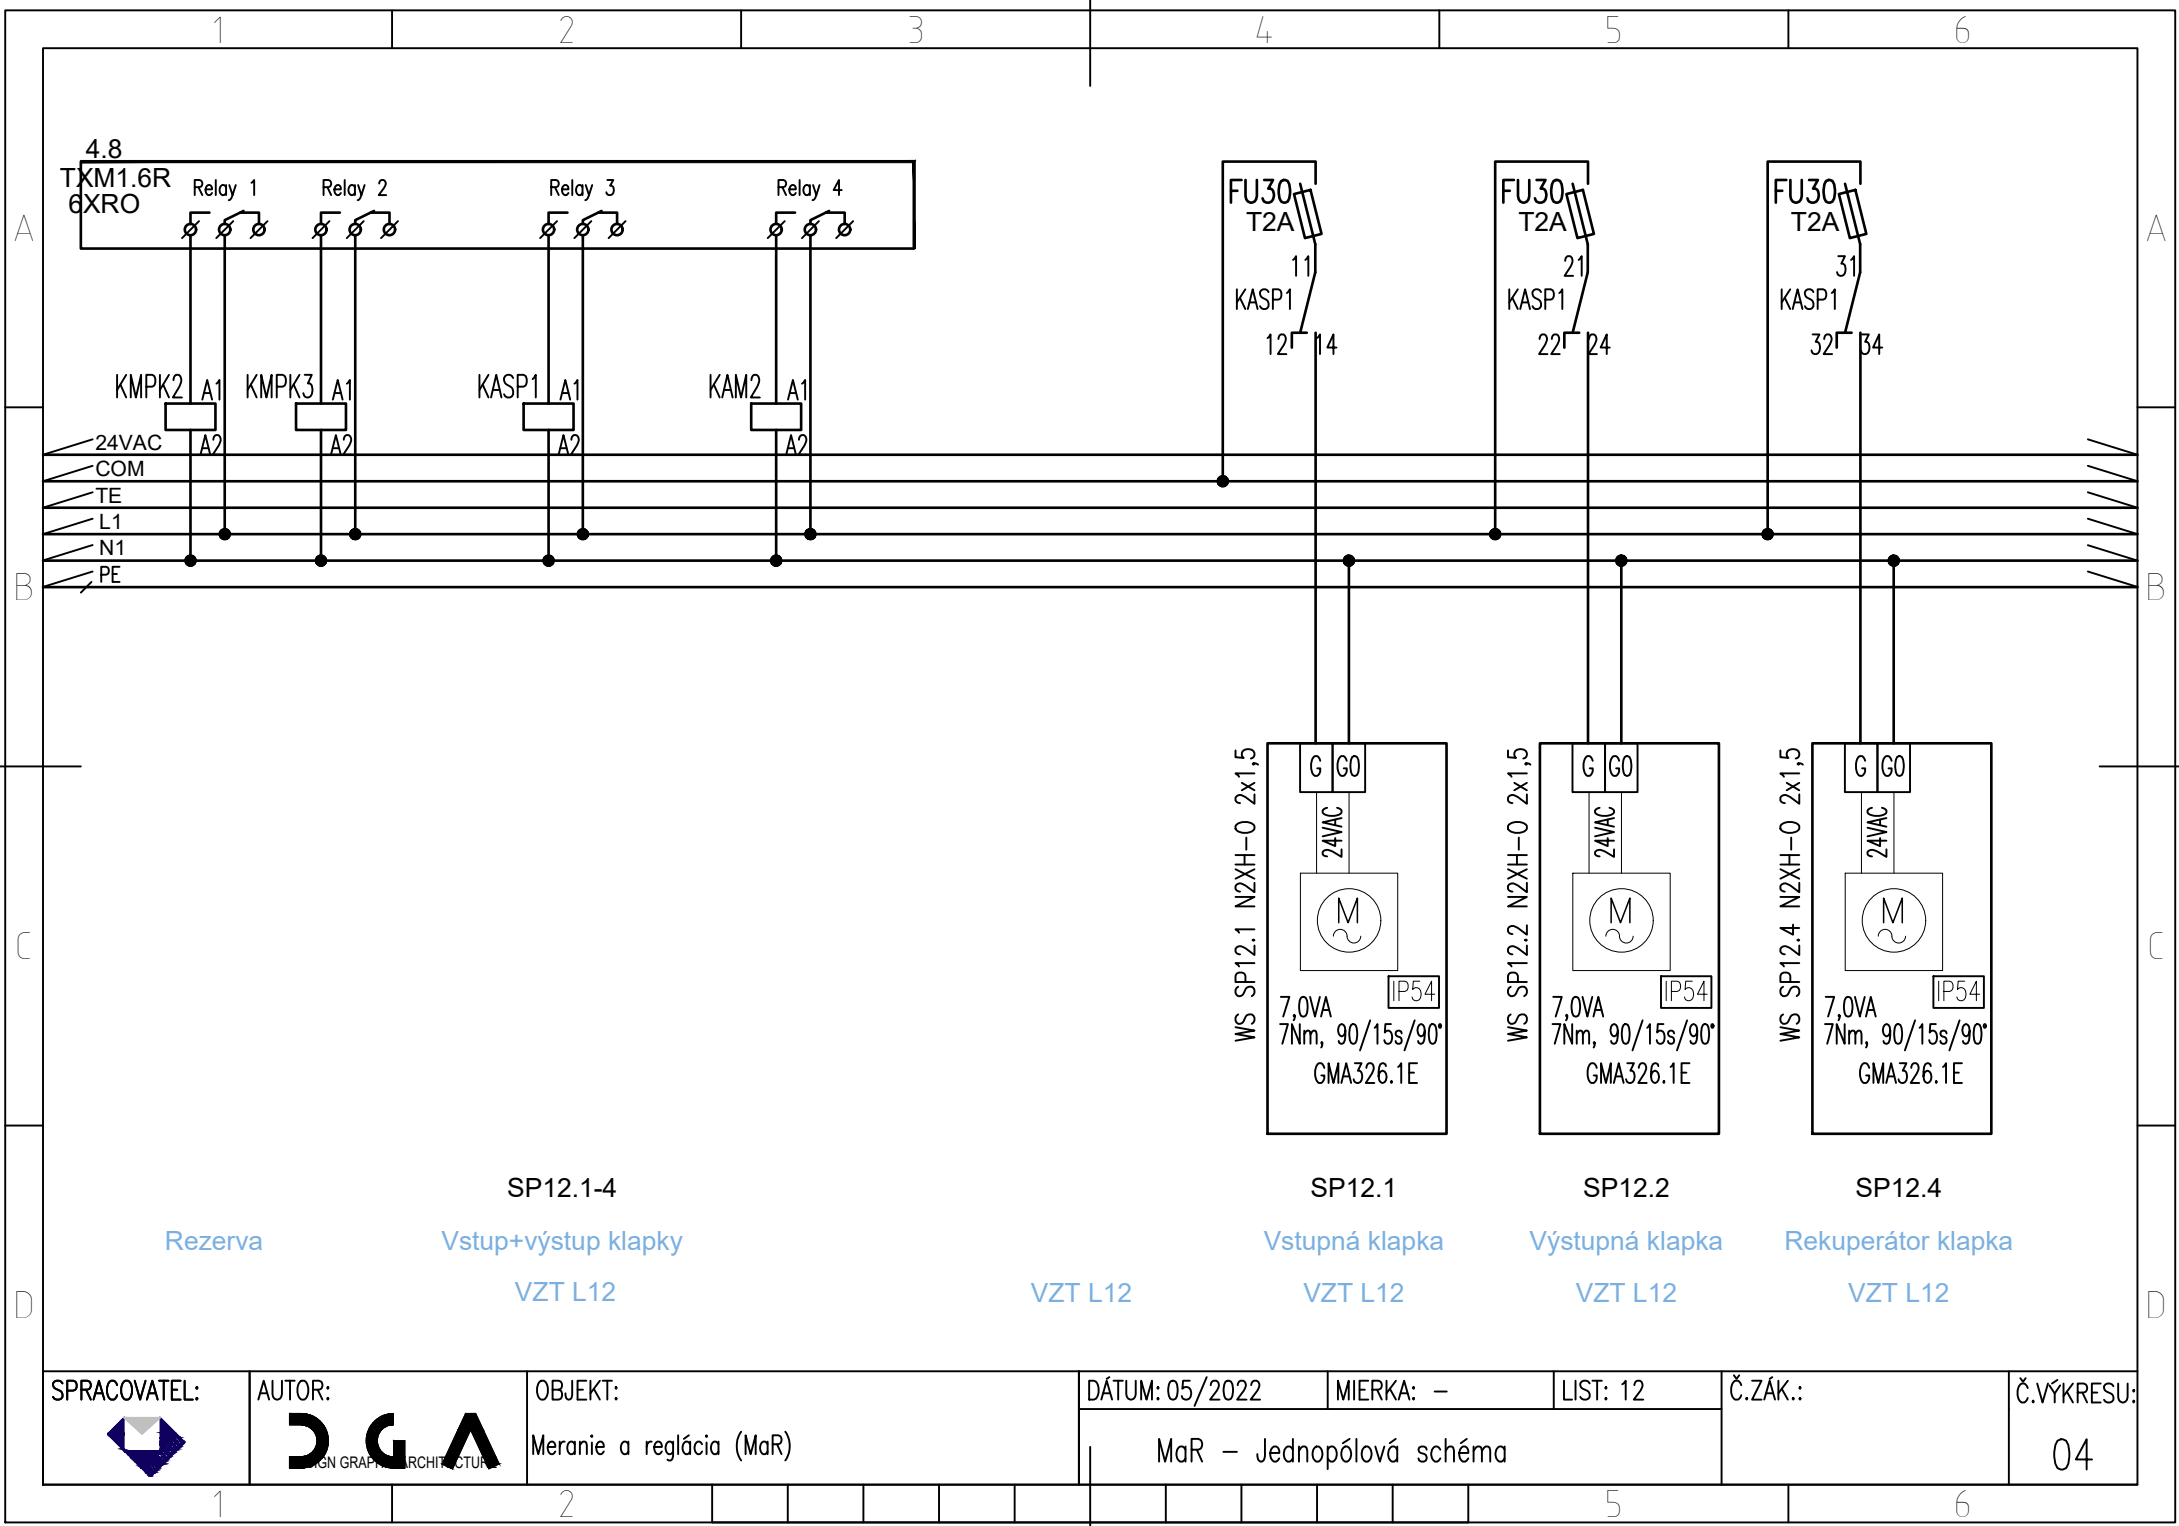 1 2 3 4 5 6
4.8
TXM1.6R
6XRO
Relay 1 Relay 2 Relay 3 Relay 4
A A
FU30 FU30 FU30
T2A T2A T2A
11 21 31
KASP1 KASP1 KASP1
12 14 22 24 32 34
KMPK2 A1 KMPK3 A1 KASP1 A1 KAM2 A1
A2 A2 A2 A2
24VAC
COM
TE
L1
N1
PE
B B
G G0 G G0 G G0
24VAC 24VAC 24VAC
WS SP12.1 N2XH-O 2x1,5
WS SP12.2 N2XH-O 2x1,5
WS SP12.4 N2XH-O 2x1,5
M M M
C C
IP54 IP54 IP54
7,0VA 7,0VA 7,0VA
7Nm, 90/15s/90° 7Nm, 90/15s/90° 7Nm, 90/15s/90°
GMA326.1E GMA326.1E GMA326.1E
SP12.1-4 SP12.1 SP12.2 SP12.4
Rezerva Vstup+výstup klapky Vstupná klapka Výstupná klapka Rekuperátor klapka
VZT L12 VZT L12 VZT L12 VZT L12 VZT L12
D D
SPRACOVATEL: AUTOR: OBJEKT: DÁTUM: 05/2022 MIERKA: – LIST: 12 Č.ZÁK.: Č.VÝKRESU:
DGA
Meranie a reglácia (MaR) MaR – Jednopólová schéma 04
1 2 5 6